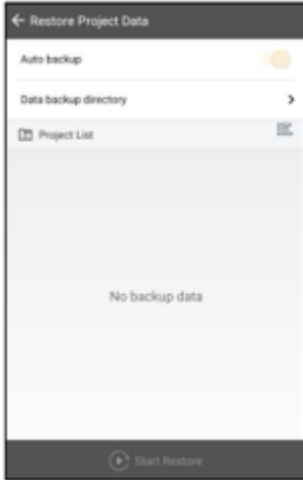 Restore Project Data
Auto backup
Data backup directory
Project List
No backup data
Start Restore